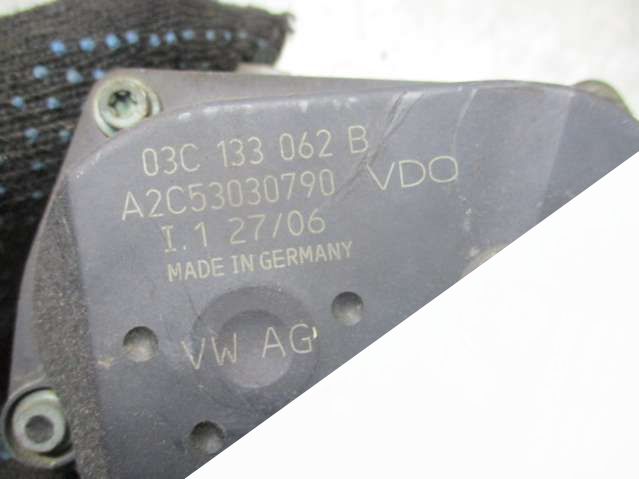 03C 133 062 B
A2C53030790 VDO
I.1 27/06
MADE IN GERMANY
VW AG